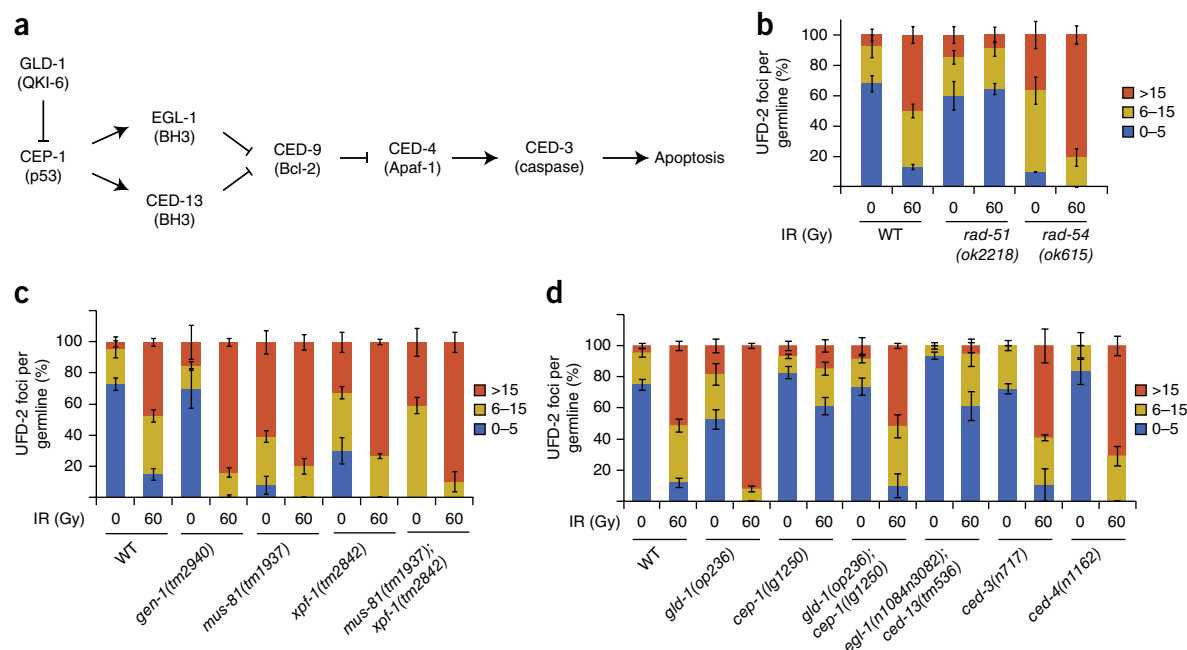 a
GLD-1
(QKI-6)
CEP-1
(p53)
EGL-1
(BH3)
CED-13
(BH3)
CED-9
(Bcl-2)
CED-4
(Apaf-1)
CED-3
(caspase)
Apoptosis
b
UFD-2 foci per
germline (%)
100
80
60
40
20
>15
6–15
0–5
IR (Gy)
0 60 0 60 0 60
WT
rad-51
(ok2218)
rad-54
(ok615)
c
UFD-2 foci per
germline (%)
100
80
60
40
20
>15
6–15
0–5
IR (Gy) 0 60 0 60 0 60 0 60 0 60
WT
gen-1(tm2940)
mus-81(tm1937)
xpf-1(tm2842)
mus-81(tm1937);
xpf-1(tm2842)
d
UFD-2 foci per
germline (%)
100
80
60
40
20
>15
6–15
0–5
IR (Gy) 0 60 0 60 0 60 0 60 0 60 0 60 0 60
WT
gld-1(op236)
cep-1(lg1250)
gld-1(op236);
cep-1(lg1250)
egl-1(n1084n3082);
ced-13(tm536)
ced-3(n717)
ced-4(n1162)